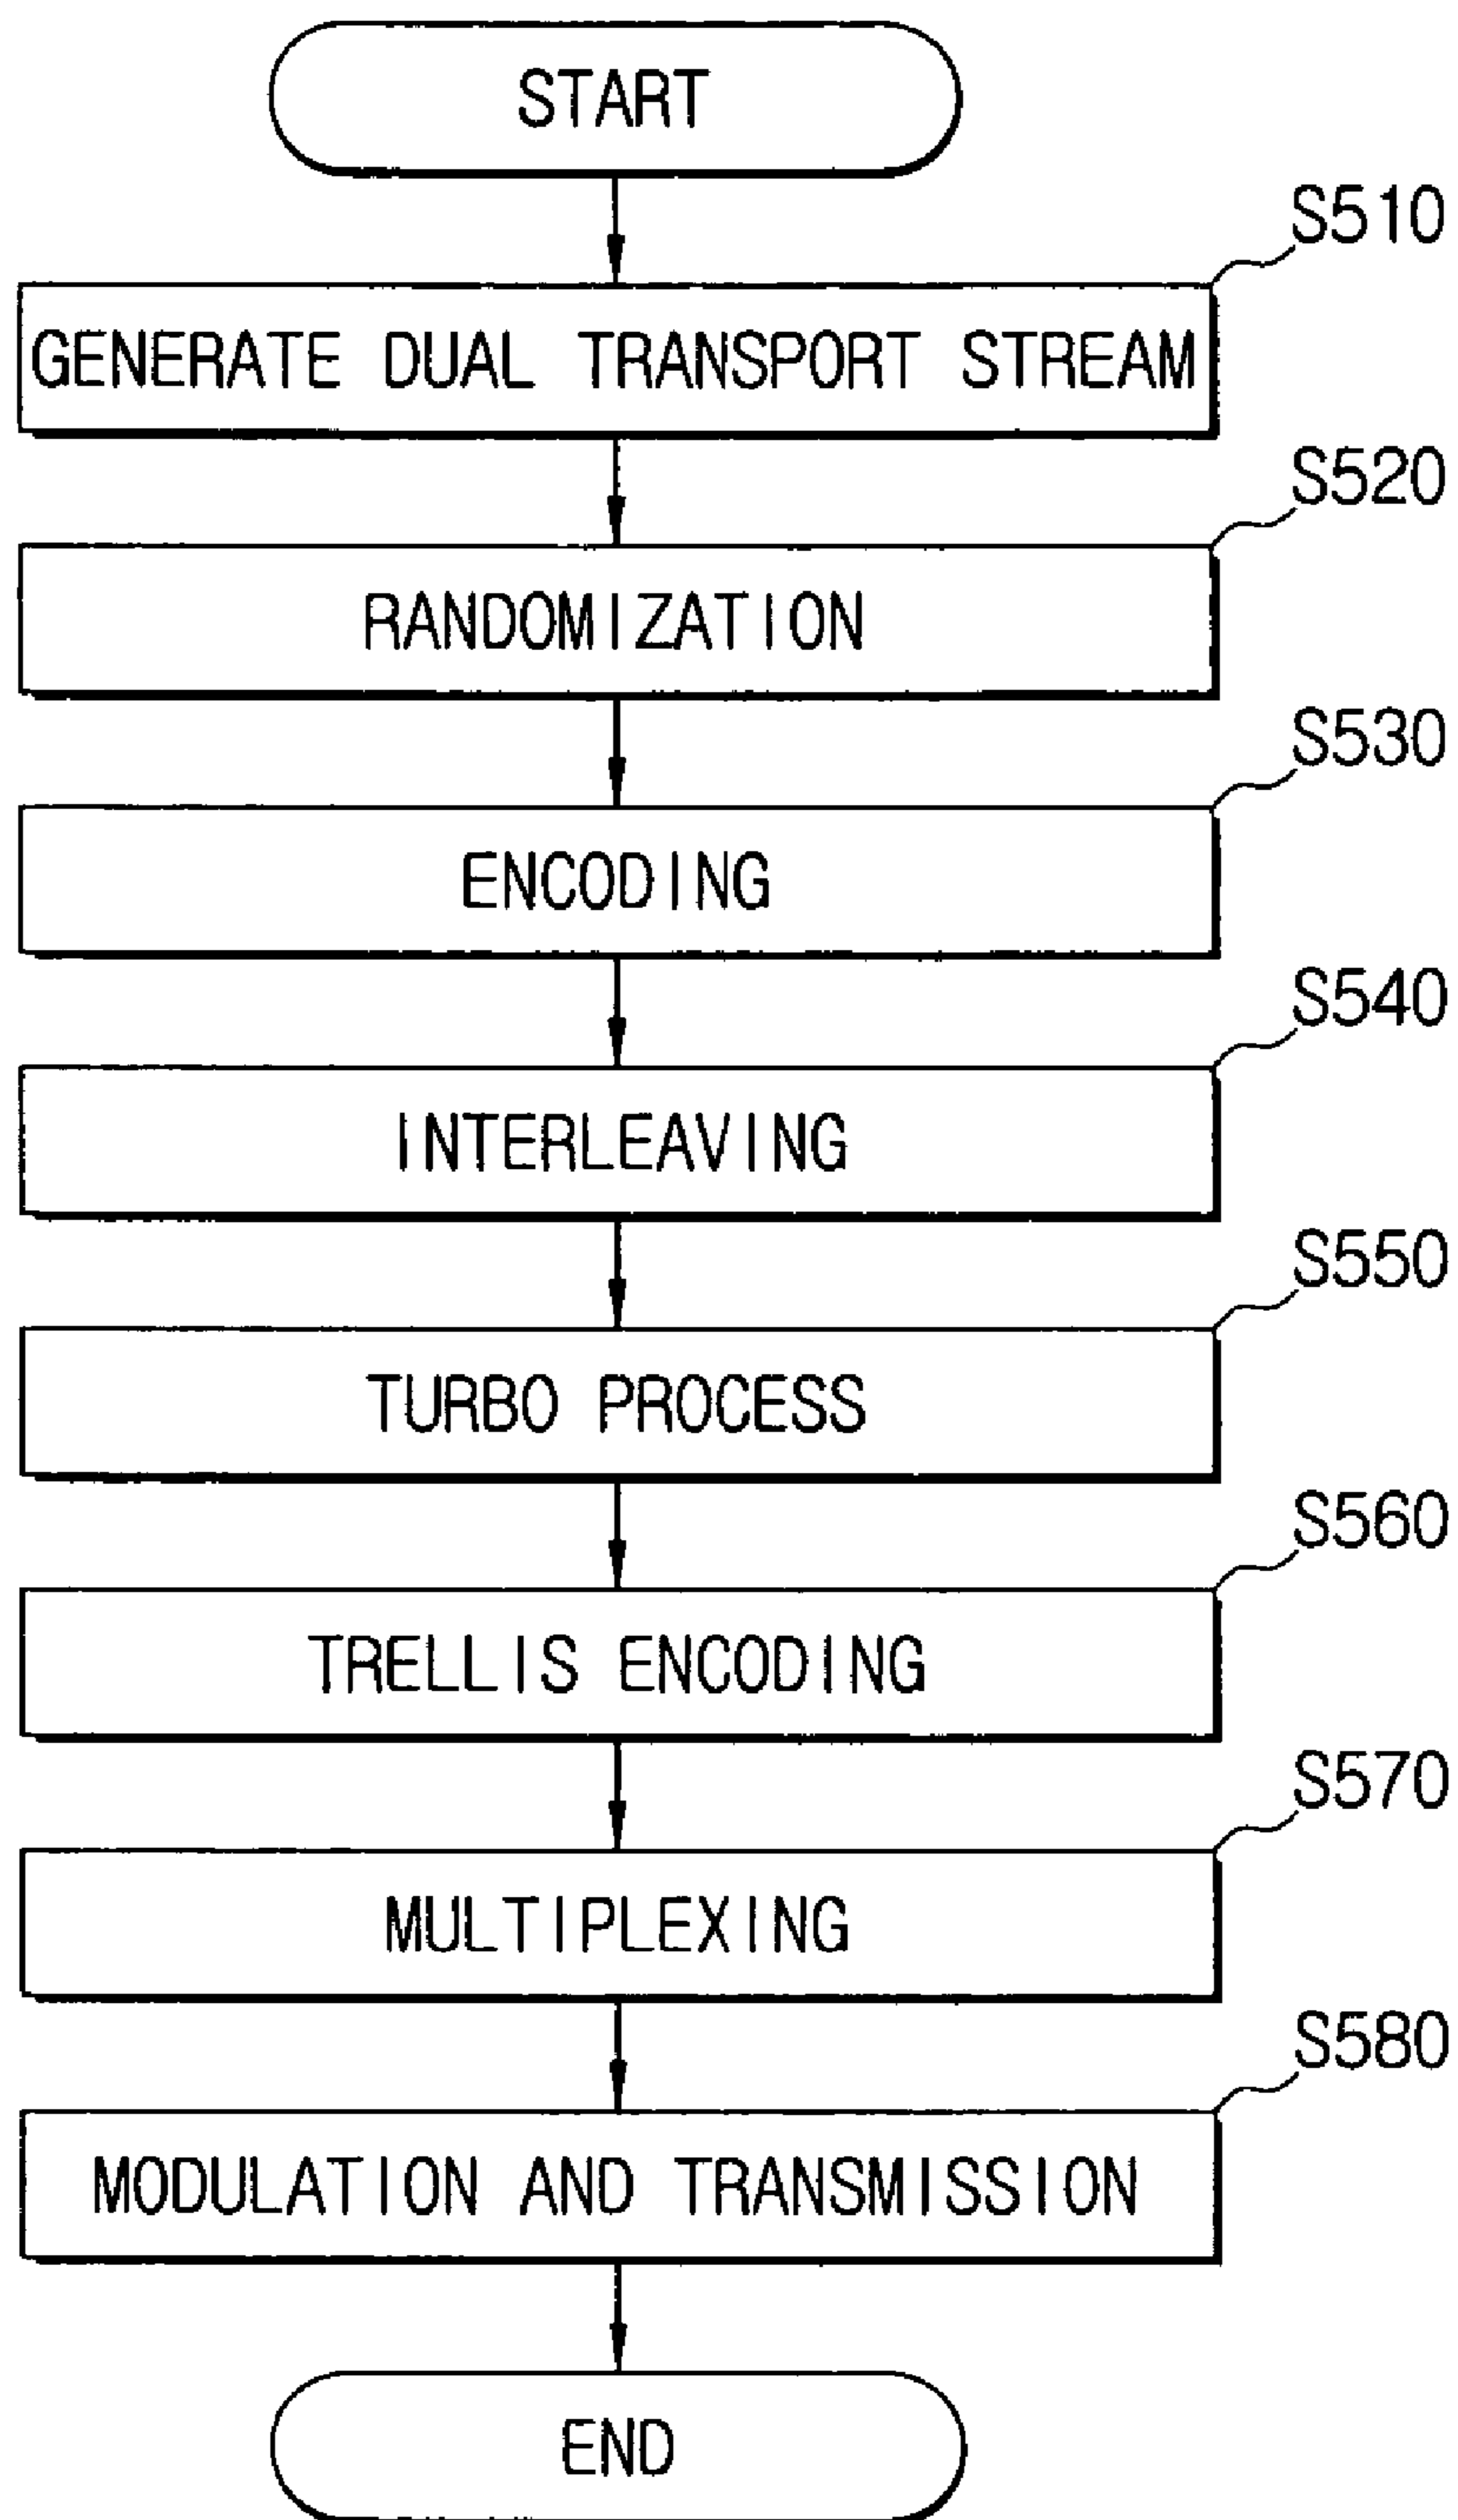 START
S510
GENERATE DUAL TRANSPORT STREAM
S520
RANDOMIZATION
S530
ENCODING
S540
INTERLEAVING
S550
TURBO PROCESS
S560
TRELLIS ENCODING
S570
MULTIPLEXING
S580
MODULATION AND TRANSMISSION
END